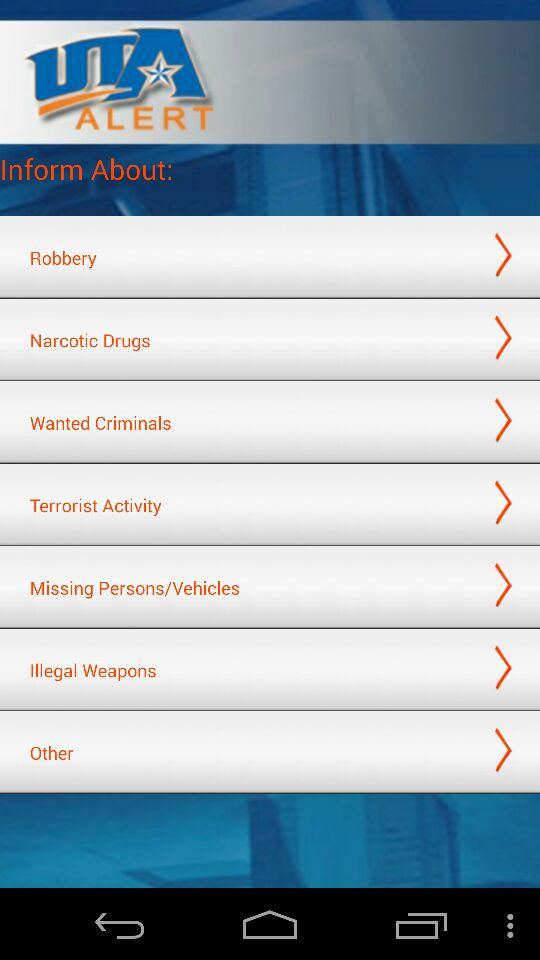 UTA
ALERT
Inform About:
Robbery
Narcotic Drugs
Wanted Criminals
Terrorist Activity
Missing Persons/Vehicles
Illegal Weapons
Other